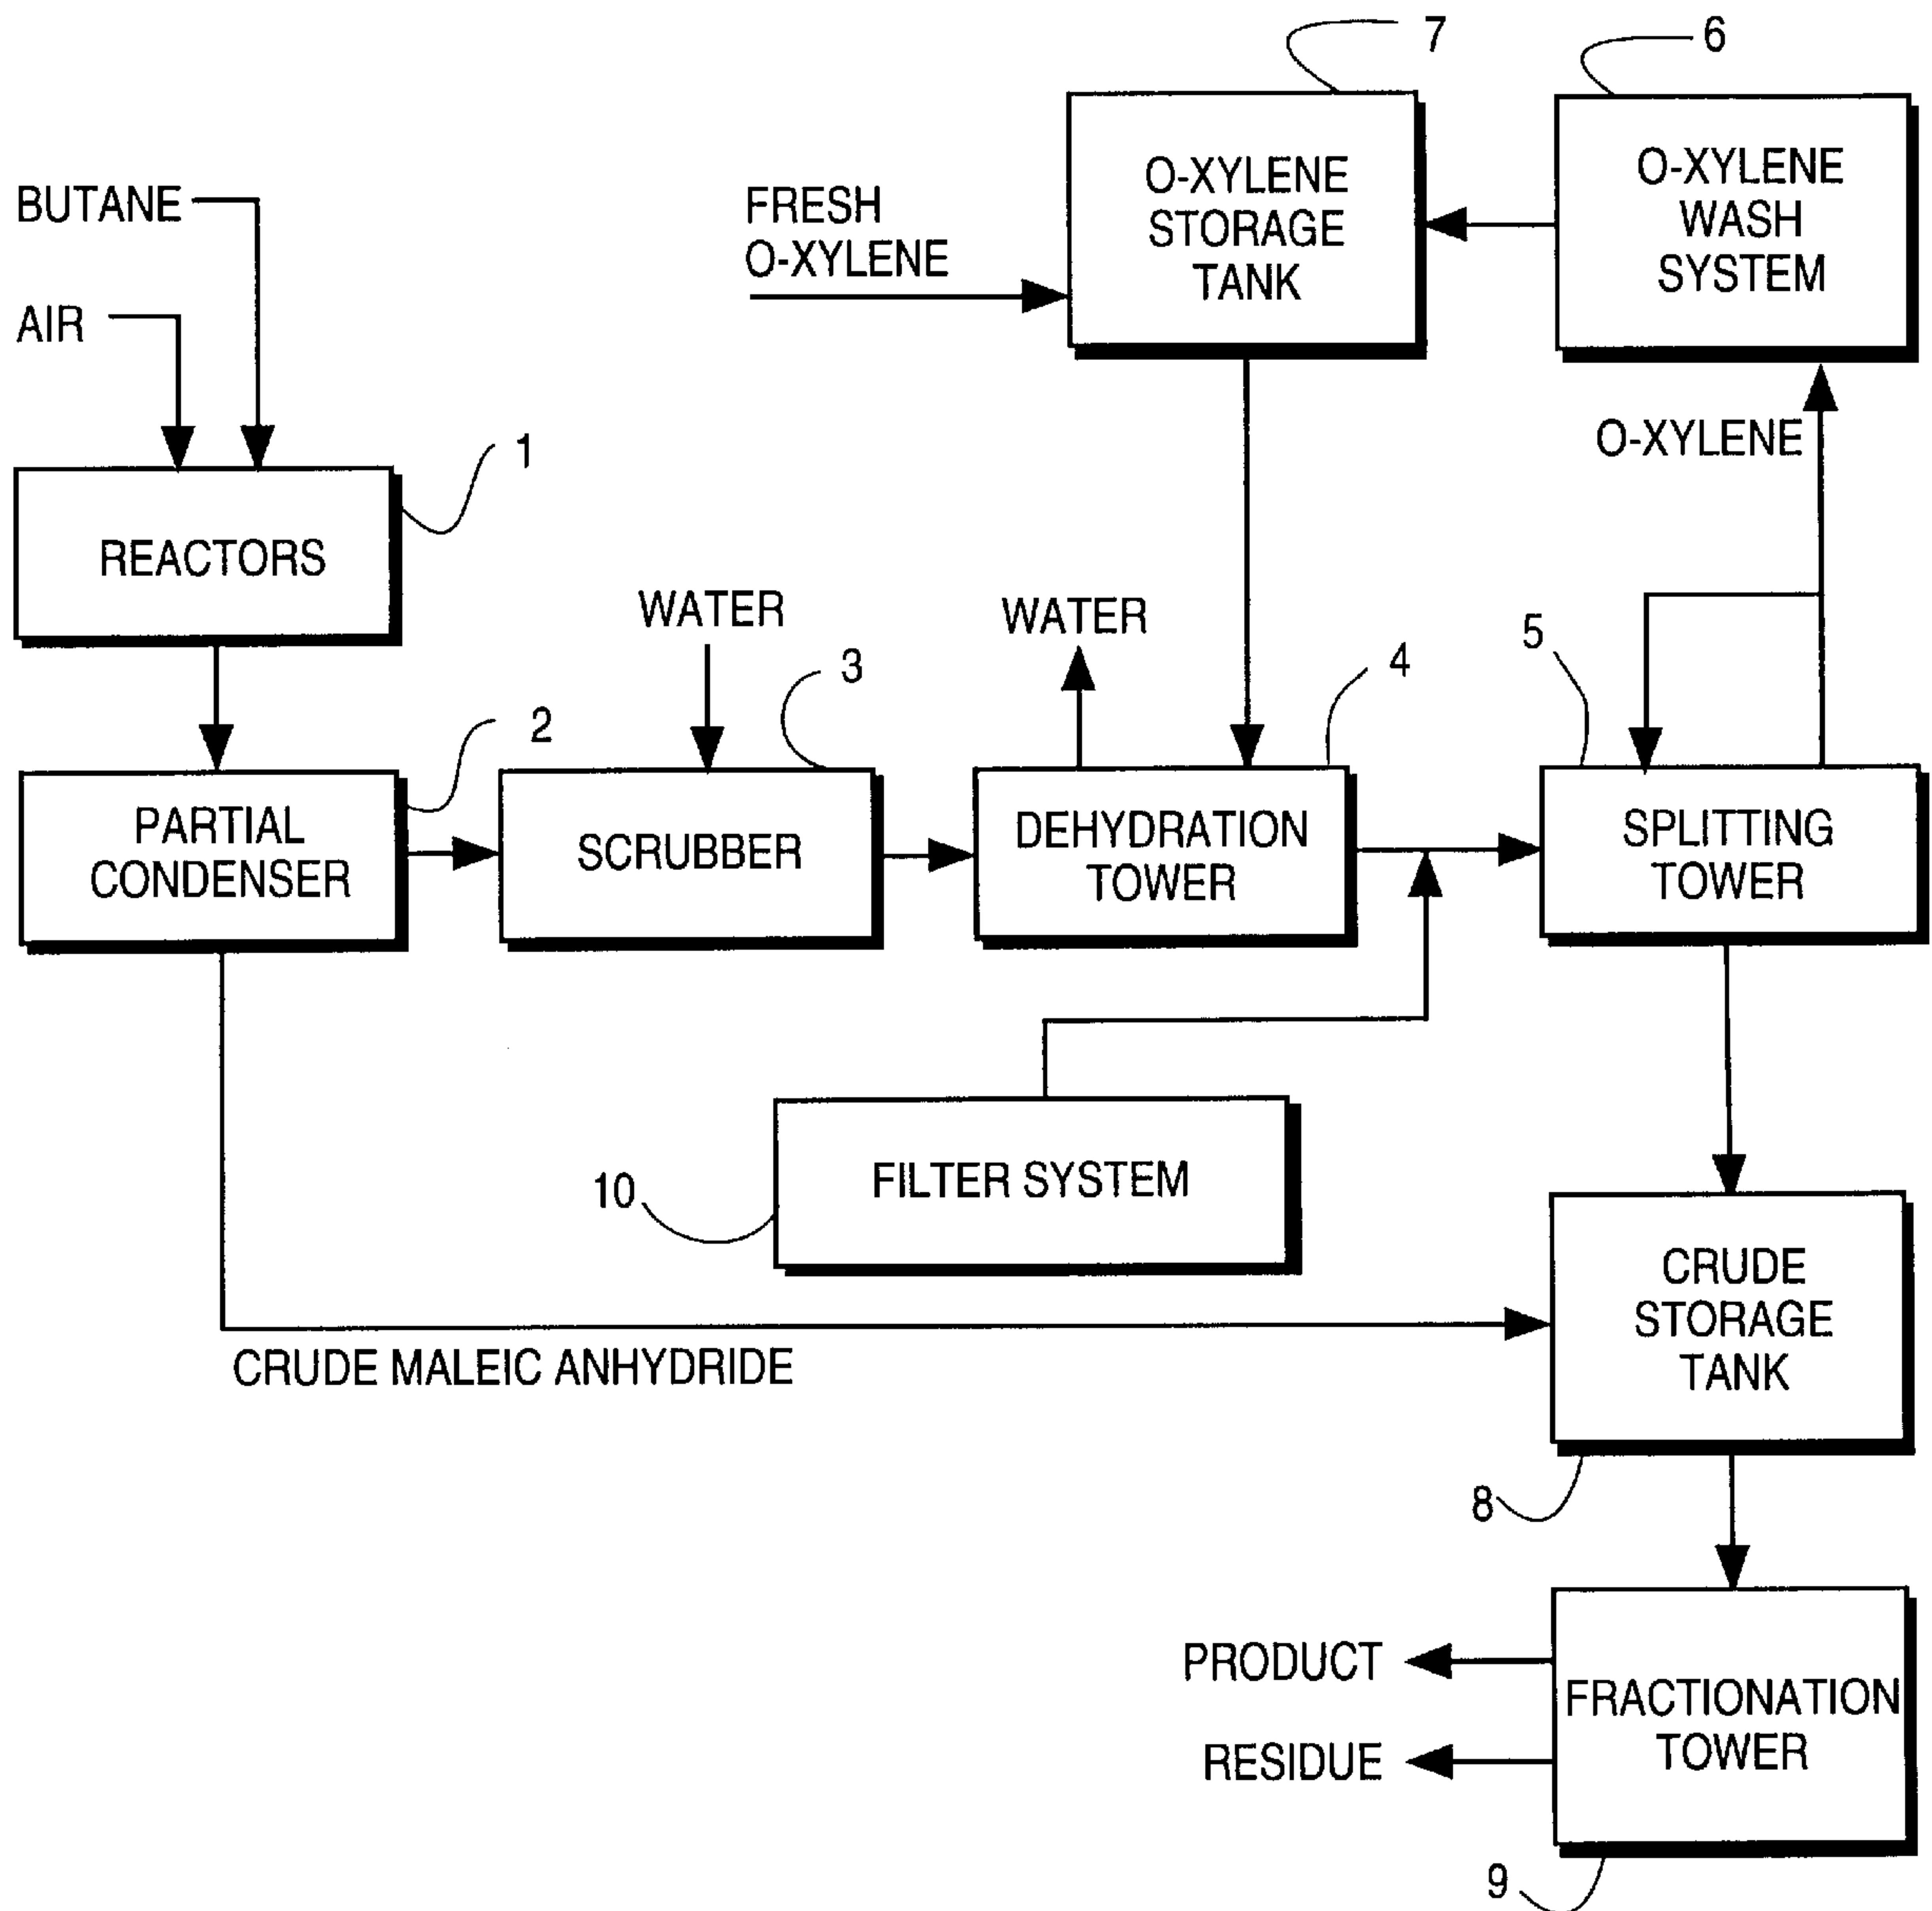 7
6
O-XYLENE
STORAGE
TANK
O-XYLENE
WASH
SYSTEM
BUTANE
FRESH
O-XYLENE
AIR
O-XYLENE
1
REACTORS
WATER
WATER
5
3
4
2
PARTIAL
CONDENSER
SCRUBBER
DEHYDRATION
TOWER
SPLITTING
TOWER
FILTER SYSTEM
10
CRUDE
STORAGE
TANK
CRUDE MALEIC ANHYDRIDE
8
PRODUCT
RESIDUE
FRACTIONATION
TOWER
9